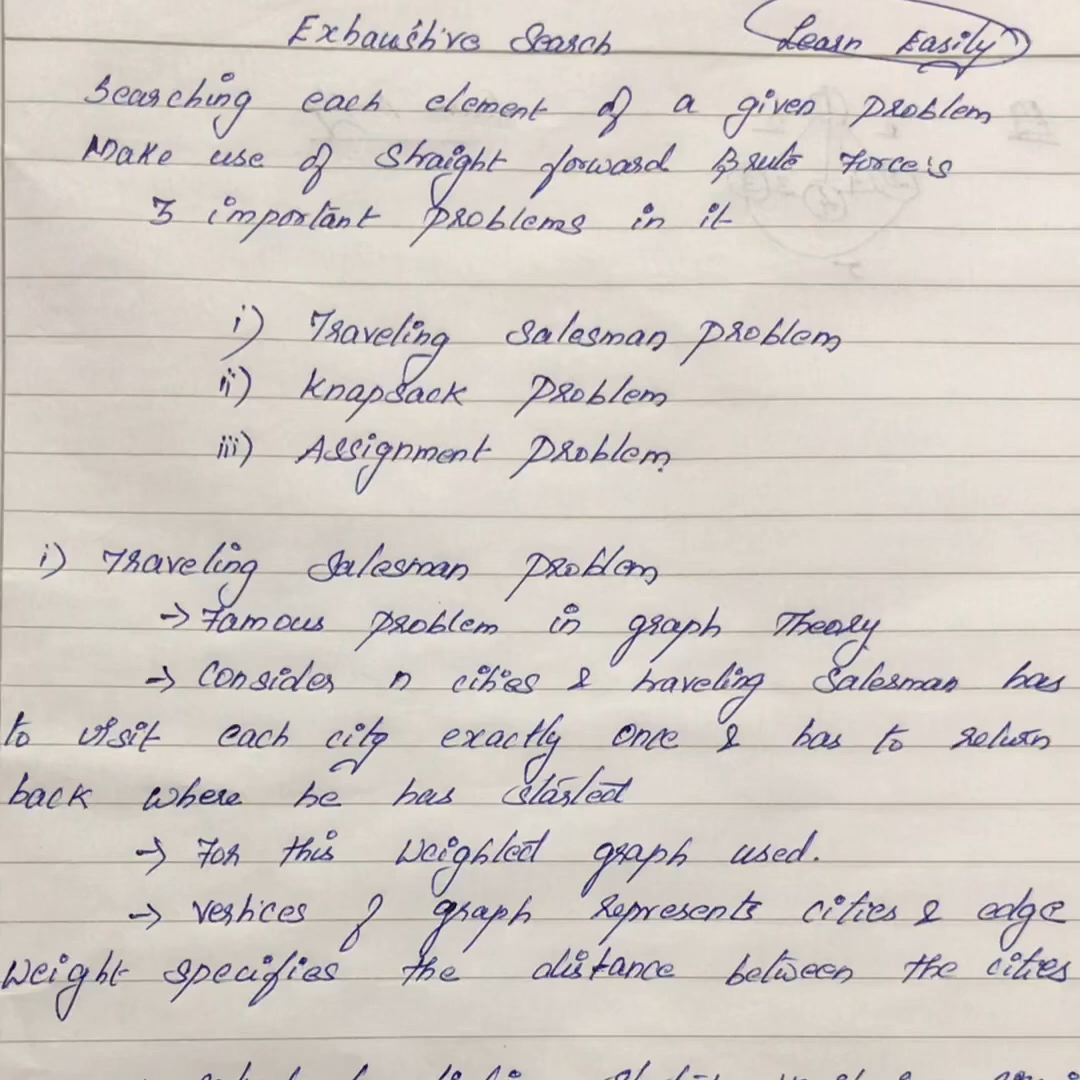 Exhaustive Search Learn Easily
Searching each element of a given problem
Make use of straight forward Brute Force's
3 important problems in it
i) Traveling Salesman problem
ii) Knapsack Problem
iii) Assignment Problem
i) Traveling Salesman problem
→ Famous problem in graph Theory
→ Consider n cities & traveling Salesman has
to visit each city exactly once & has to return
back where he has started
→ For this weighted graph used.
→ vertices of graph represents cities & edge
weight specifies the distance between the cities